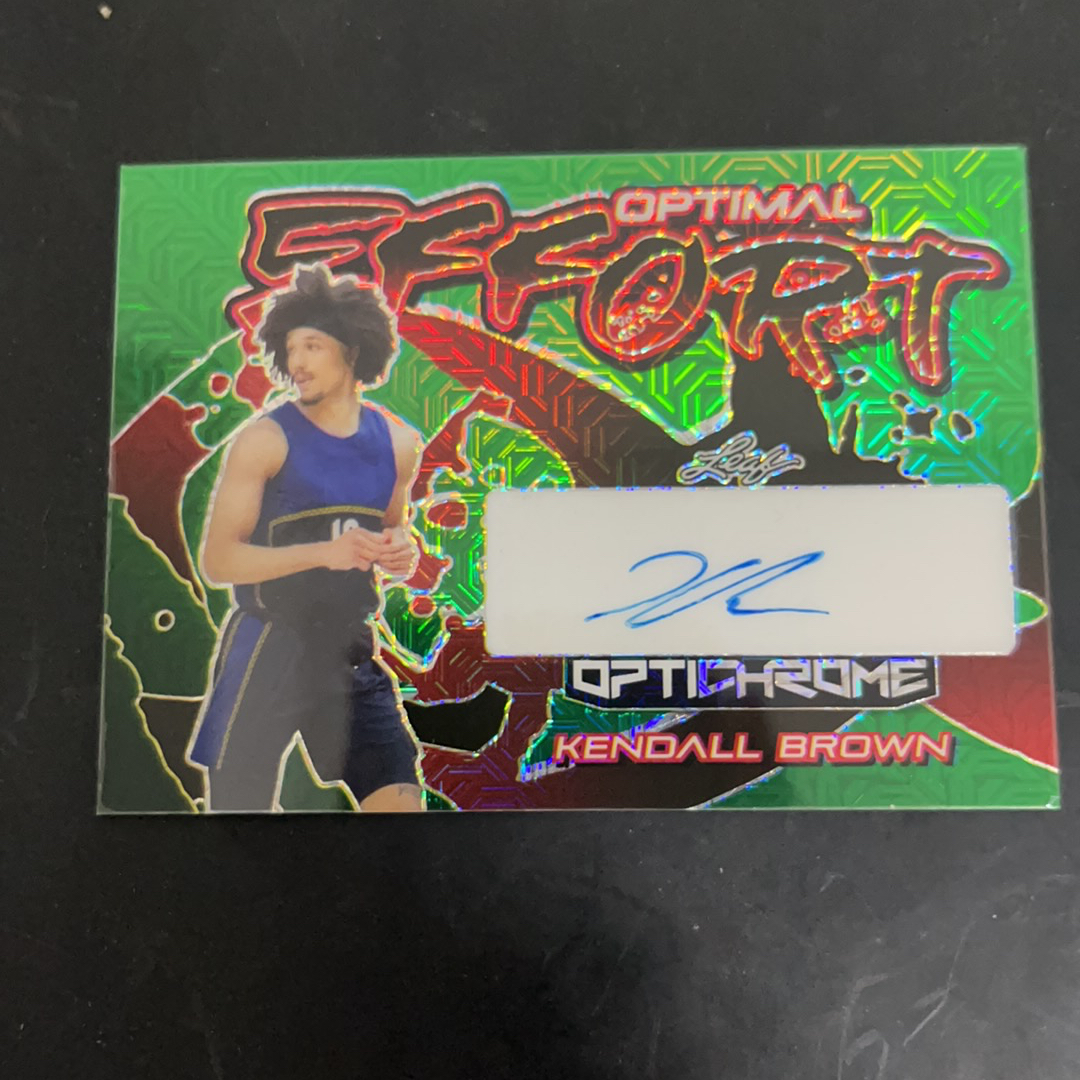 OPTIMAL
EFFORT
Leaf
OPTICHROME
KENDALL BROWN